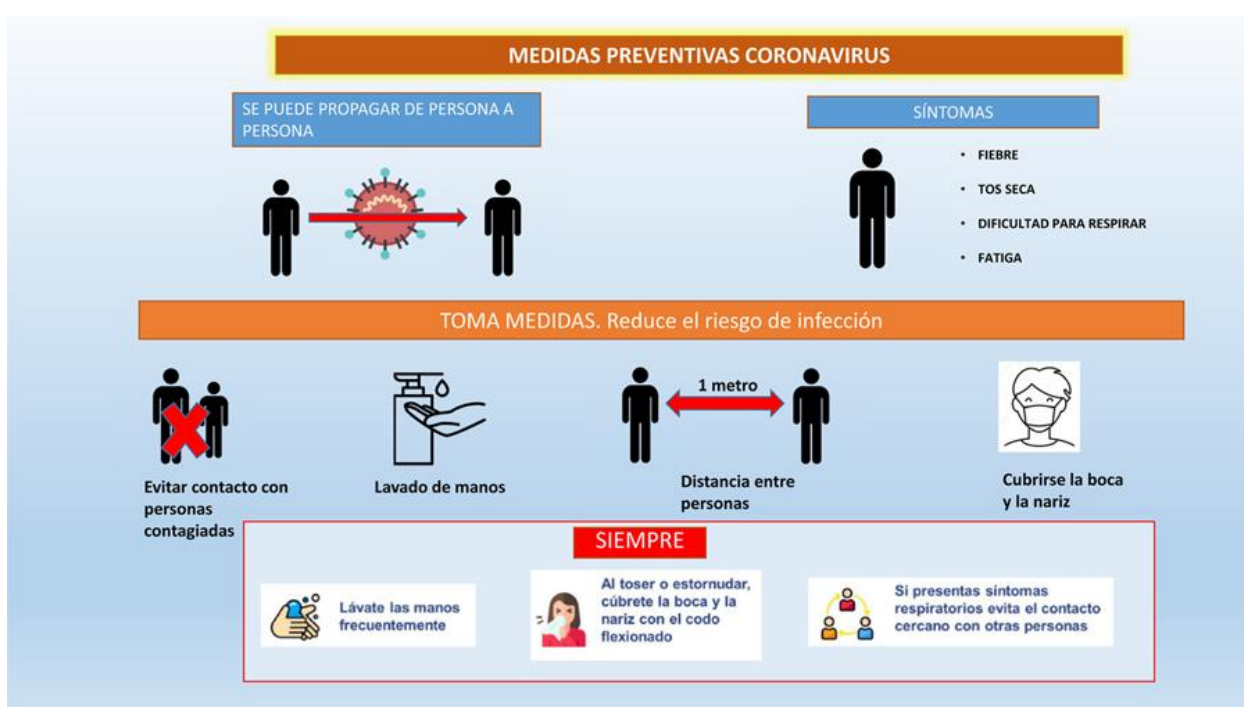 MEDIDAS PREVENTIVAS CORONAVIRUS
SE PUEDE PROPAGAR DE PERSONA A
PERSONA
SÍNTOMAS
• FIEBRE
• TOS SECA
• DIFICULTAD PARA RESPIRAR
• FATIGA
TOMA MEDIDAS. Reduce el riesgo de infección
Evitar contacto con
personas
contagiadas
Lavado de manos
1 metro
Distancia entre
personas
Cubrirse la boca
y la nariz
SIEMPRE
Lávate las manos
frecuentemente
Al toser o estornudar,
cúbrete la boca y la
nariz con el codo
flexionado
Si presentas síntomas
respiratorios evita el contacto
cercano con otras personas